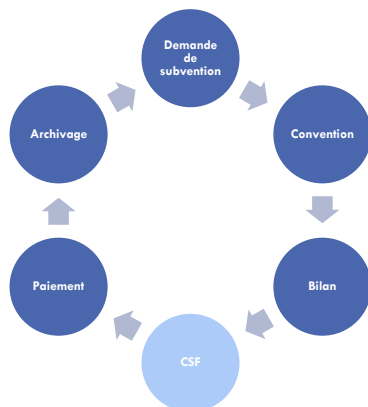 Demande
de
subvention
Convention
Bilan
CSF
Paiement
Archivage